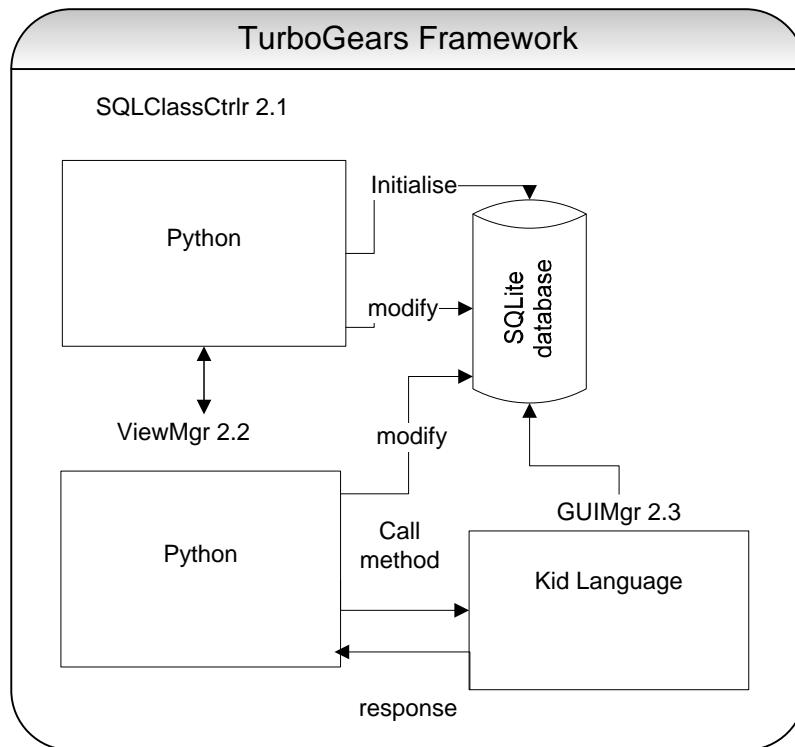 TurboGears Framework
SQLClassCtrlr 2.1
Python
Initialise
modify
SQLite
database
ViewMgr 2.2
modify
Python
Call
method
GUIMgr 2.3
Kid Language
response